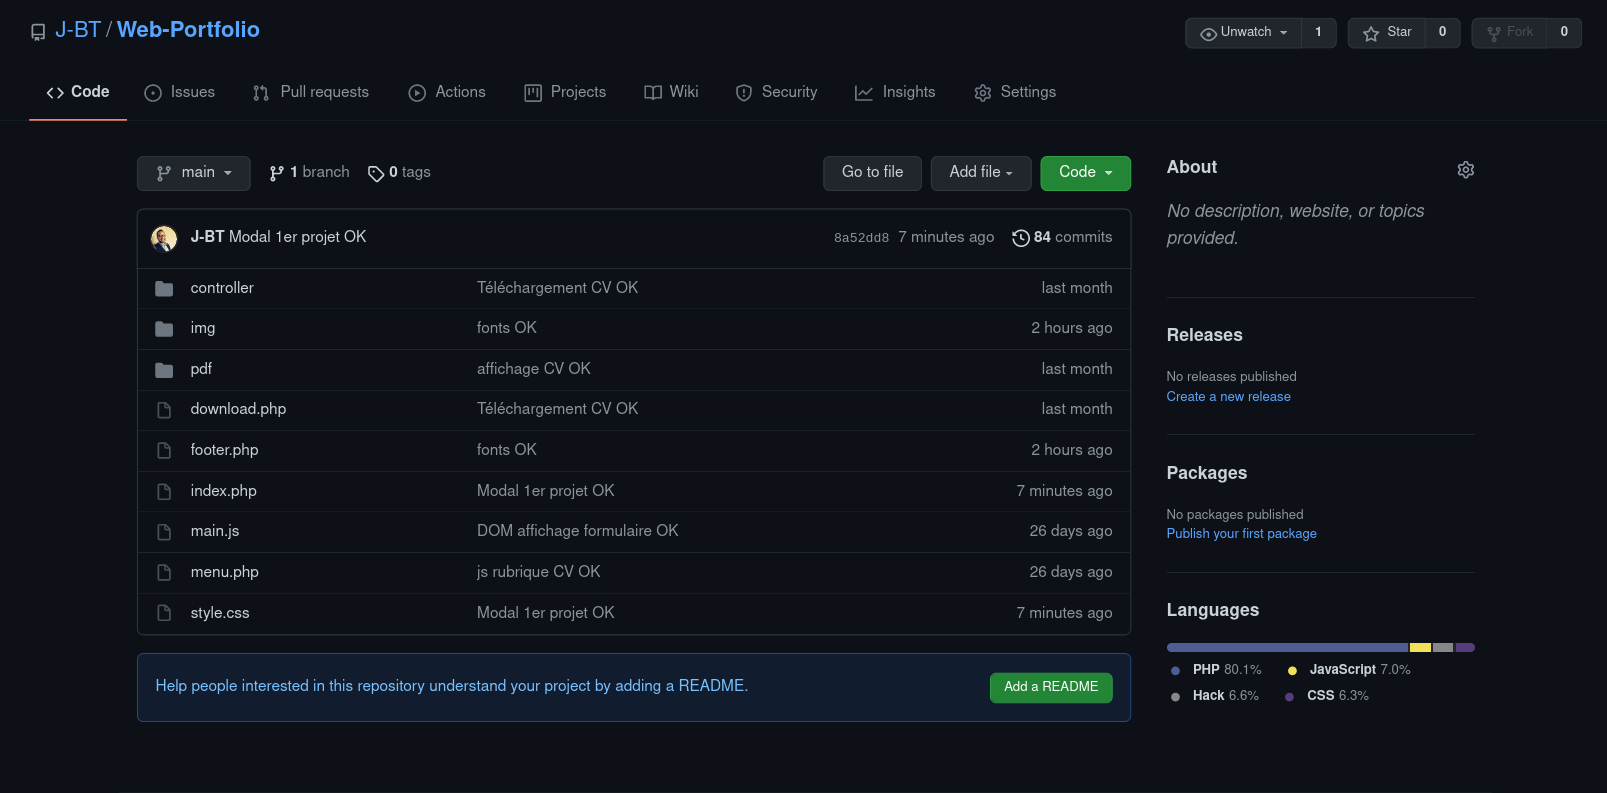 J-BT / Web-Portfolio
Unwatch 1 Star 0 Fork 0
Code Issues Pull requests Actions Projects Wiki Security Insights Settings
main 1 branch 0 tags Go to file Add file Code
J-BT Modal 1er projet OK 8a52dd8 7 minutes ago 84 commits
controller Téléchargement CV OK last month
img fonts OK 2 hours ago
pdf affichage CV OK last month
download.php Téléchargement CV OK last month
footer.php fonts OK 2 hours ago
index.php Modal 1er projet OK 7 minutes ago
main.js DOM affichage formulaire OK 26 days ago
menu.php js rubrique CV OK 26 days ago
style.css Modal 1er projet OK 7 minutes ago
Help people interested in this repository understand your project by adding a README. Add a README
About
No description, website, or topics
provided.
Releases
No releases published
Create a new release
Packages
No packages published
Publish your first package
Languages
PHP 80.1% JavaScript 7.0%
Hack 6.6% CSS 6.3%